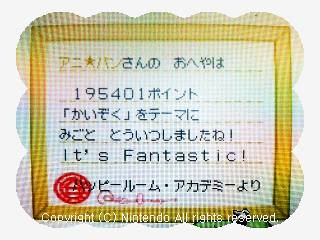 アニ★パンさんの　おへやは
195401ポイント
「かいぞく」をテーマに
みごと　とういつしましたね！
It's Fantastic!
ハッピールーム・アカデミーより
Copyright (C) Nintendo All rights reserved.